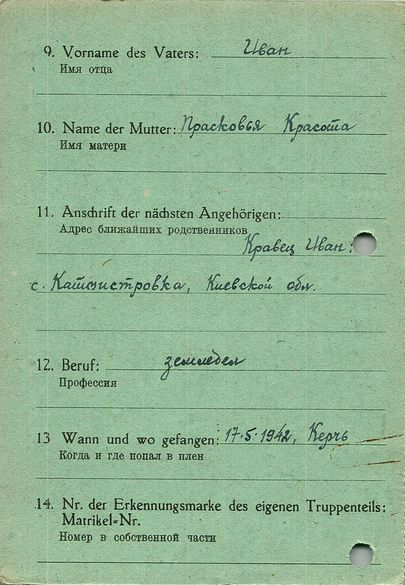 9. Vorname des Vaters: Иван
Имя отца
10. Name der Mutter: Прасковья Красота
Имя матери
11. Anschrift der nächsten Angehörigen:
Адрес ближайших родственников
Кравец Иван:
с. Киевской обл.
12. Beruf: земледел
Профессия
13 Wann und wo gefangen: 17.5.1942, Керчь
Когда и где попал в плен
14. Nr. der Erkennungsmarke des eigenen Truppenteils:
Matrikel-Nr.
Номер в собственной части